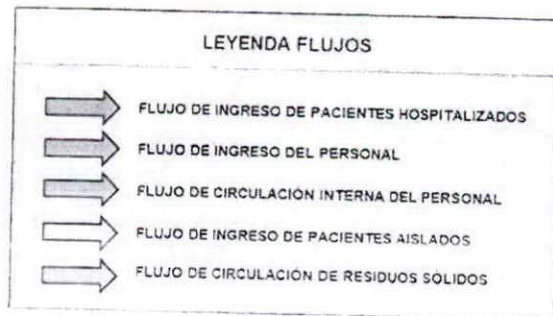 LEYENDA FLUJOS
FLUJO DE INGRESO DE PACIENTES HOSPITALIZADOS
FLUJO DE INGRESO DEL PERSONAL
FLUJO DE CIRCULACIÓN INTERNA DEL PERSONAL
FLUJO DE INGRESO DE PACIENTES AISLADOS
FLUJO DE CIRCULACIÓN DE RESIDUOS SÓLIDOS